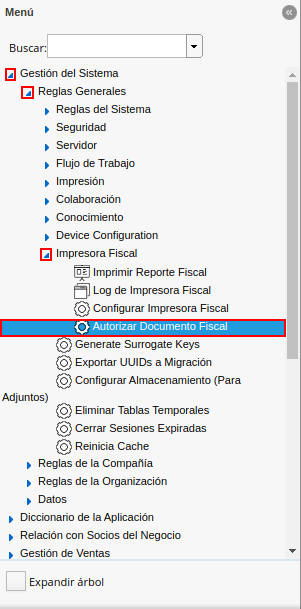 Menú
Buscar:
Gestión del Sistema
Reglas Generales
Reglas del Sistema
Seguridad
Servidor
Flujo de Trabajo
Impresión
Colaboración
Conocimiento
Device Configuration
Impresora Fiscal
Imprimir Reporte Fiscal
Log de Impresora Fiscal
Configurar Impresora Fiscal
Autorizar Documento Fiscal
Generate Surrogate Keys
Exportar UUIDs a Migración
Configurar Almacenamiento (Para
Adjuntos)
Eliminar Tablas Temporales
Cerrar Sesiones Expiradas
Reinicia Cache
Reglas de la Compañía
Reglas de la Organización
Datos
Diccionario de la Aplicación
Relación con Socios del Negocio
Gestión de Ventas
Expandir árbol